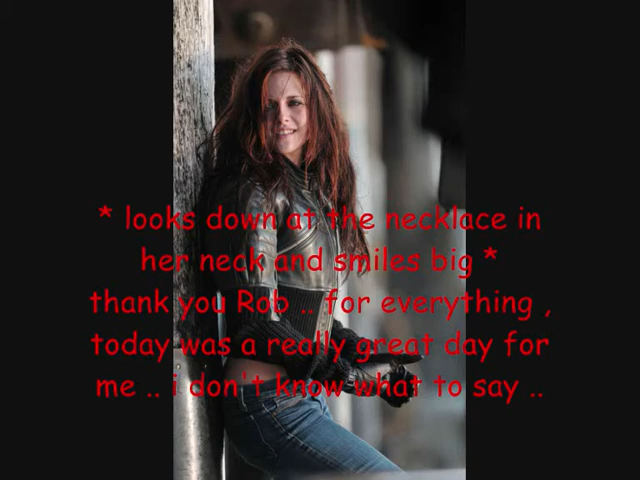 * looks down at the necklace in
her neck and smiles big *
thank you Rob .. for everything ,
today was a really great day for
me .. i don't know what to say ..